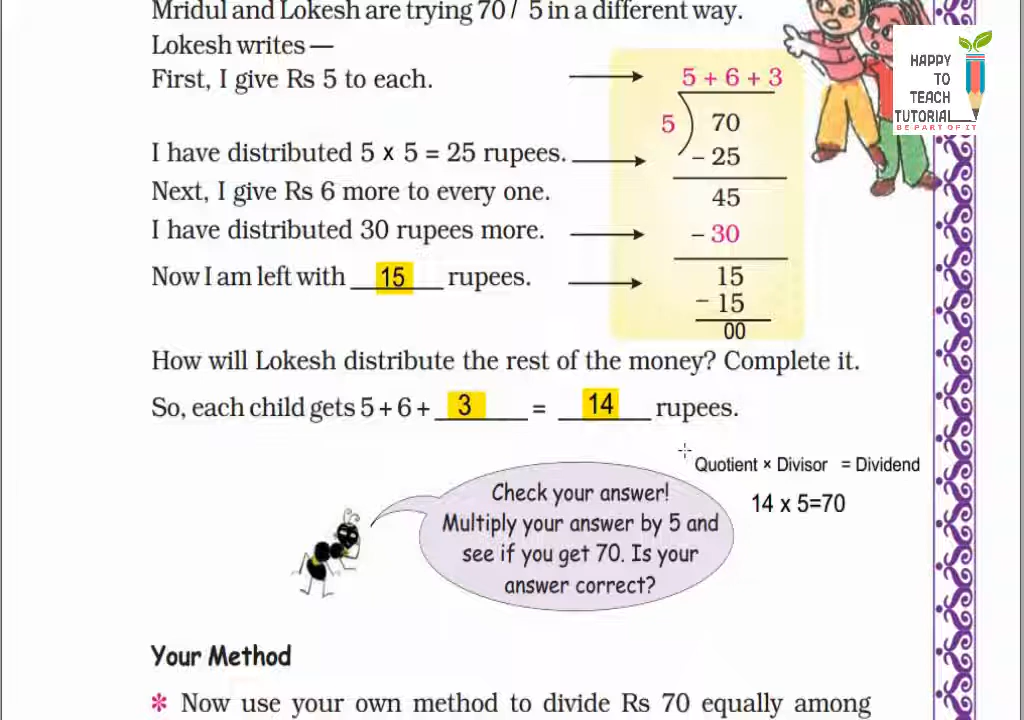 Mridul and Lokesh are trying 70 / 5 in a different way.
Lokesh writes —
First, I give Rs 5 to each.
5 + 6 + 3
5 ) 70
I have distributed 5 x 5 = 25 rupees.
– 25
Next, I give Rs 6 more to every one.
45
I have distributed 30 rupees more.
– 30
Now I am left with 15 rupees.
15
– 15
00
How will Lokesh distribute the rest of the money? Complete it.
So, each child gets 5 + 6 + 3 = 14 rupees.
Quotient × Divisor = Dividend
14 x 5=70
Check your answer!
Multiply your answer by 5 and
see if you get 70. Is your
answer correct?
Your Method
* Now use your own method to divide Rs 70 equally among
HAPPY
TO
TEACH
TUTORIAL
BE PART OF IT